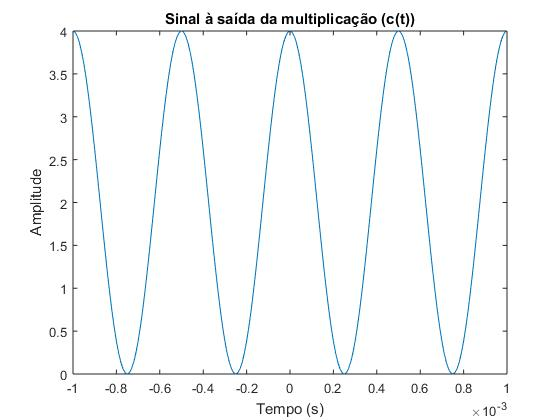 Sinal à saída da multiplicação (c(t))
Amplitude
4
3.5
3
2.5
2
1.5
1
0.5
0
-1 -0.8 -0.6 -0.4 -0.2 0 0.2 0.4 0.6 0.8 1
Tempo (s)
×10⁻³